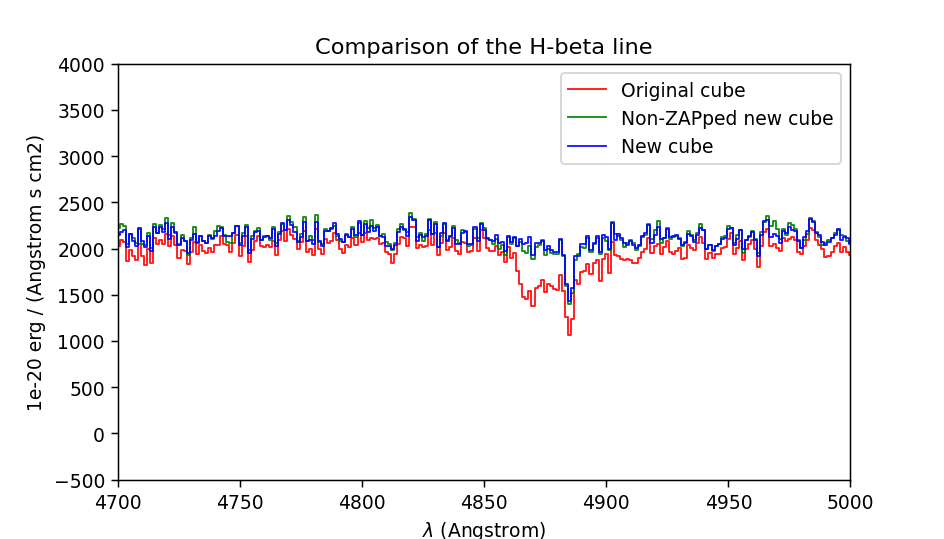 Comparison of the H-beta line
4000
3500
3000
2500
2000
1500
1000
500
0
−500
1e-20 erg / (Angstrom s cm2)
Original cube
Non-ZAPped new cube
New cube
4700 4750 4800 4850 4900 4950 5000
λ (Angstrom)